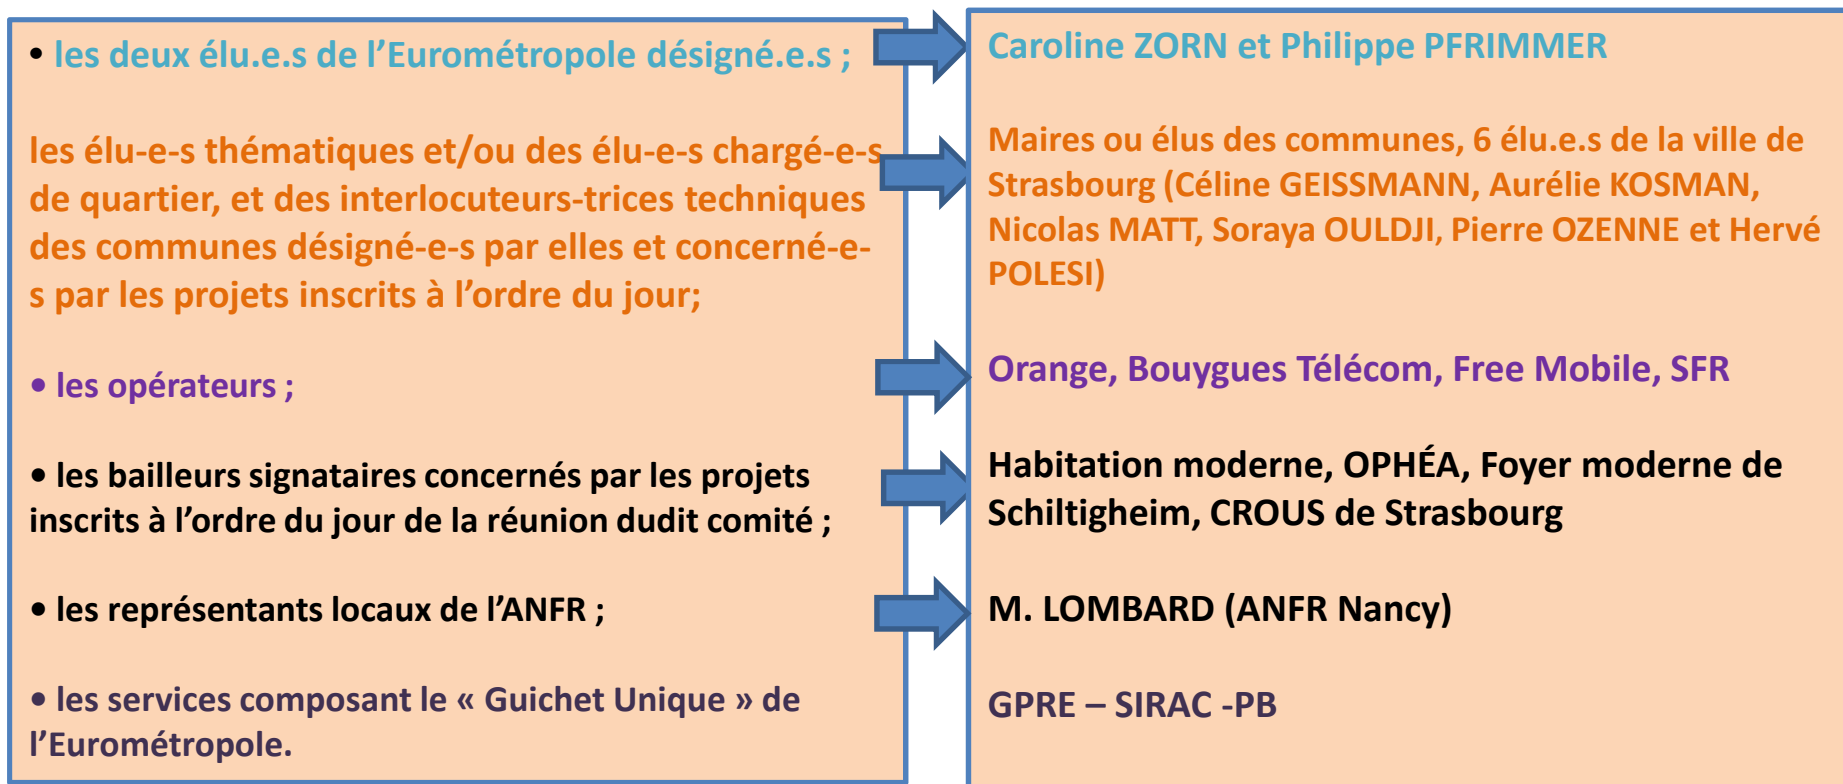 • les deux élu.e.s de l’Eurométropole désigné.e.s ;
les élu-e-s thématiques et/ou des élu-e-s chargé-e-s
de quartier, et des interlocuteurs-trices techniques
des communes désigné-e-s par elles et concerné-e-
s par les projets inscrits à l’ordre du jour;
• les opérateurs ;
• les bailleurs signataires concernés par les projets
inscrits à l’ordre du jour de la réunion dudit comité ;
• les représentants locaux de l’ANFR ;
• les services composant le « Guichet Unique » de
l’Eurométropole.
Caroline ZORN et Philippe PFRIMMER
Maires ou élus des communes, 6 élu.e.s de la ville de
Strasbourg (Céline GEISSMANN, Aurélie KOSMAN,
Nicolas MATT, Soraya OULDJI, Pierre OZENNE et Hervé
POLESI)
Orange, Bouygues Télécom, Free Mobile, SFR
Habitation moderne, OPHÉA, Foyer moderne de
Schiltigheim, CROUS de Strasbourg
M. LOMBARD (ANFR Nancy)
GPRE – SIRAC -PB